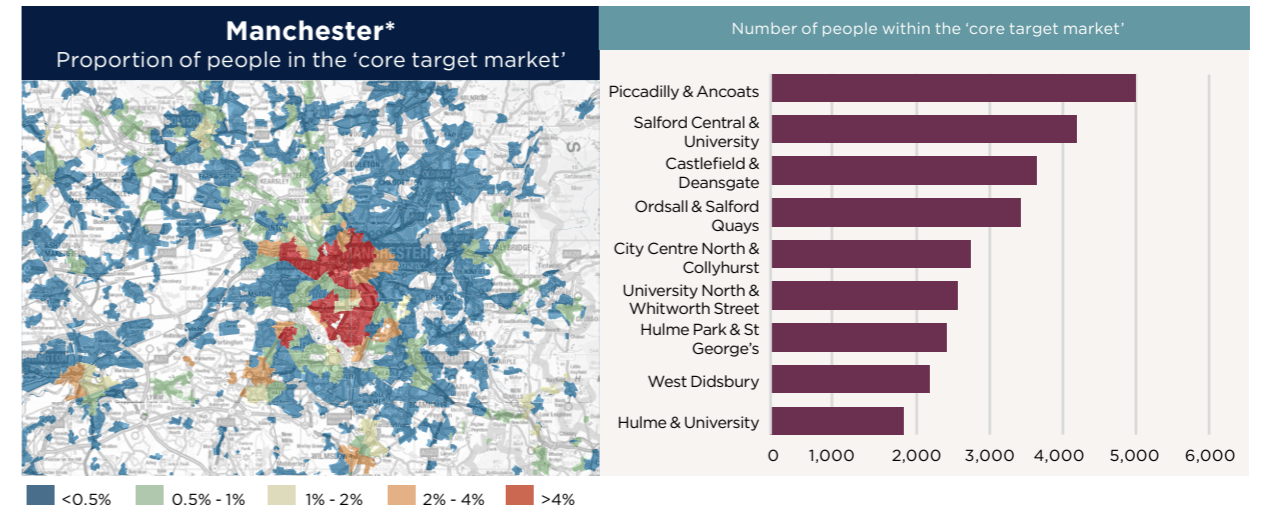 Manchester*
Proportion of people in the ‘core target market’
MANCHESTER
<0.5%
0.5% - 1%
1% - 2%
2% - 4%
>4%
Number of people within the ‘core target market’
Piccadilly & Ancoats
Salford Central &
University
Castlefield &
Deansgate
Ordsall & Salford
Quays
City Centre North &
Collyhurst
University North &
Whitworth Street
Hulme Park & St
George’s
West Didsbury
Hulme & University
0
1,000
2,000
3,000
4,000
5,000
6,000